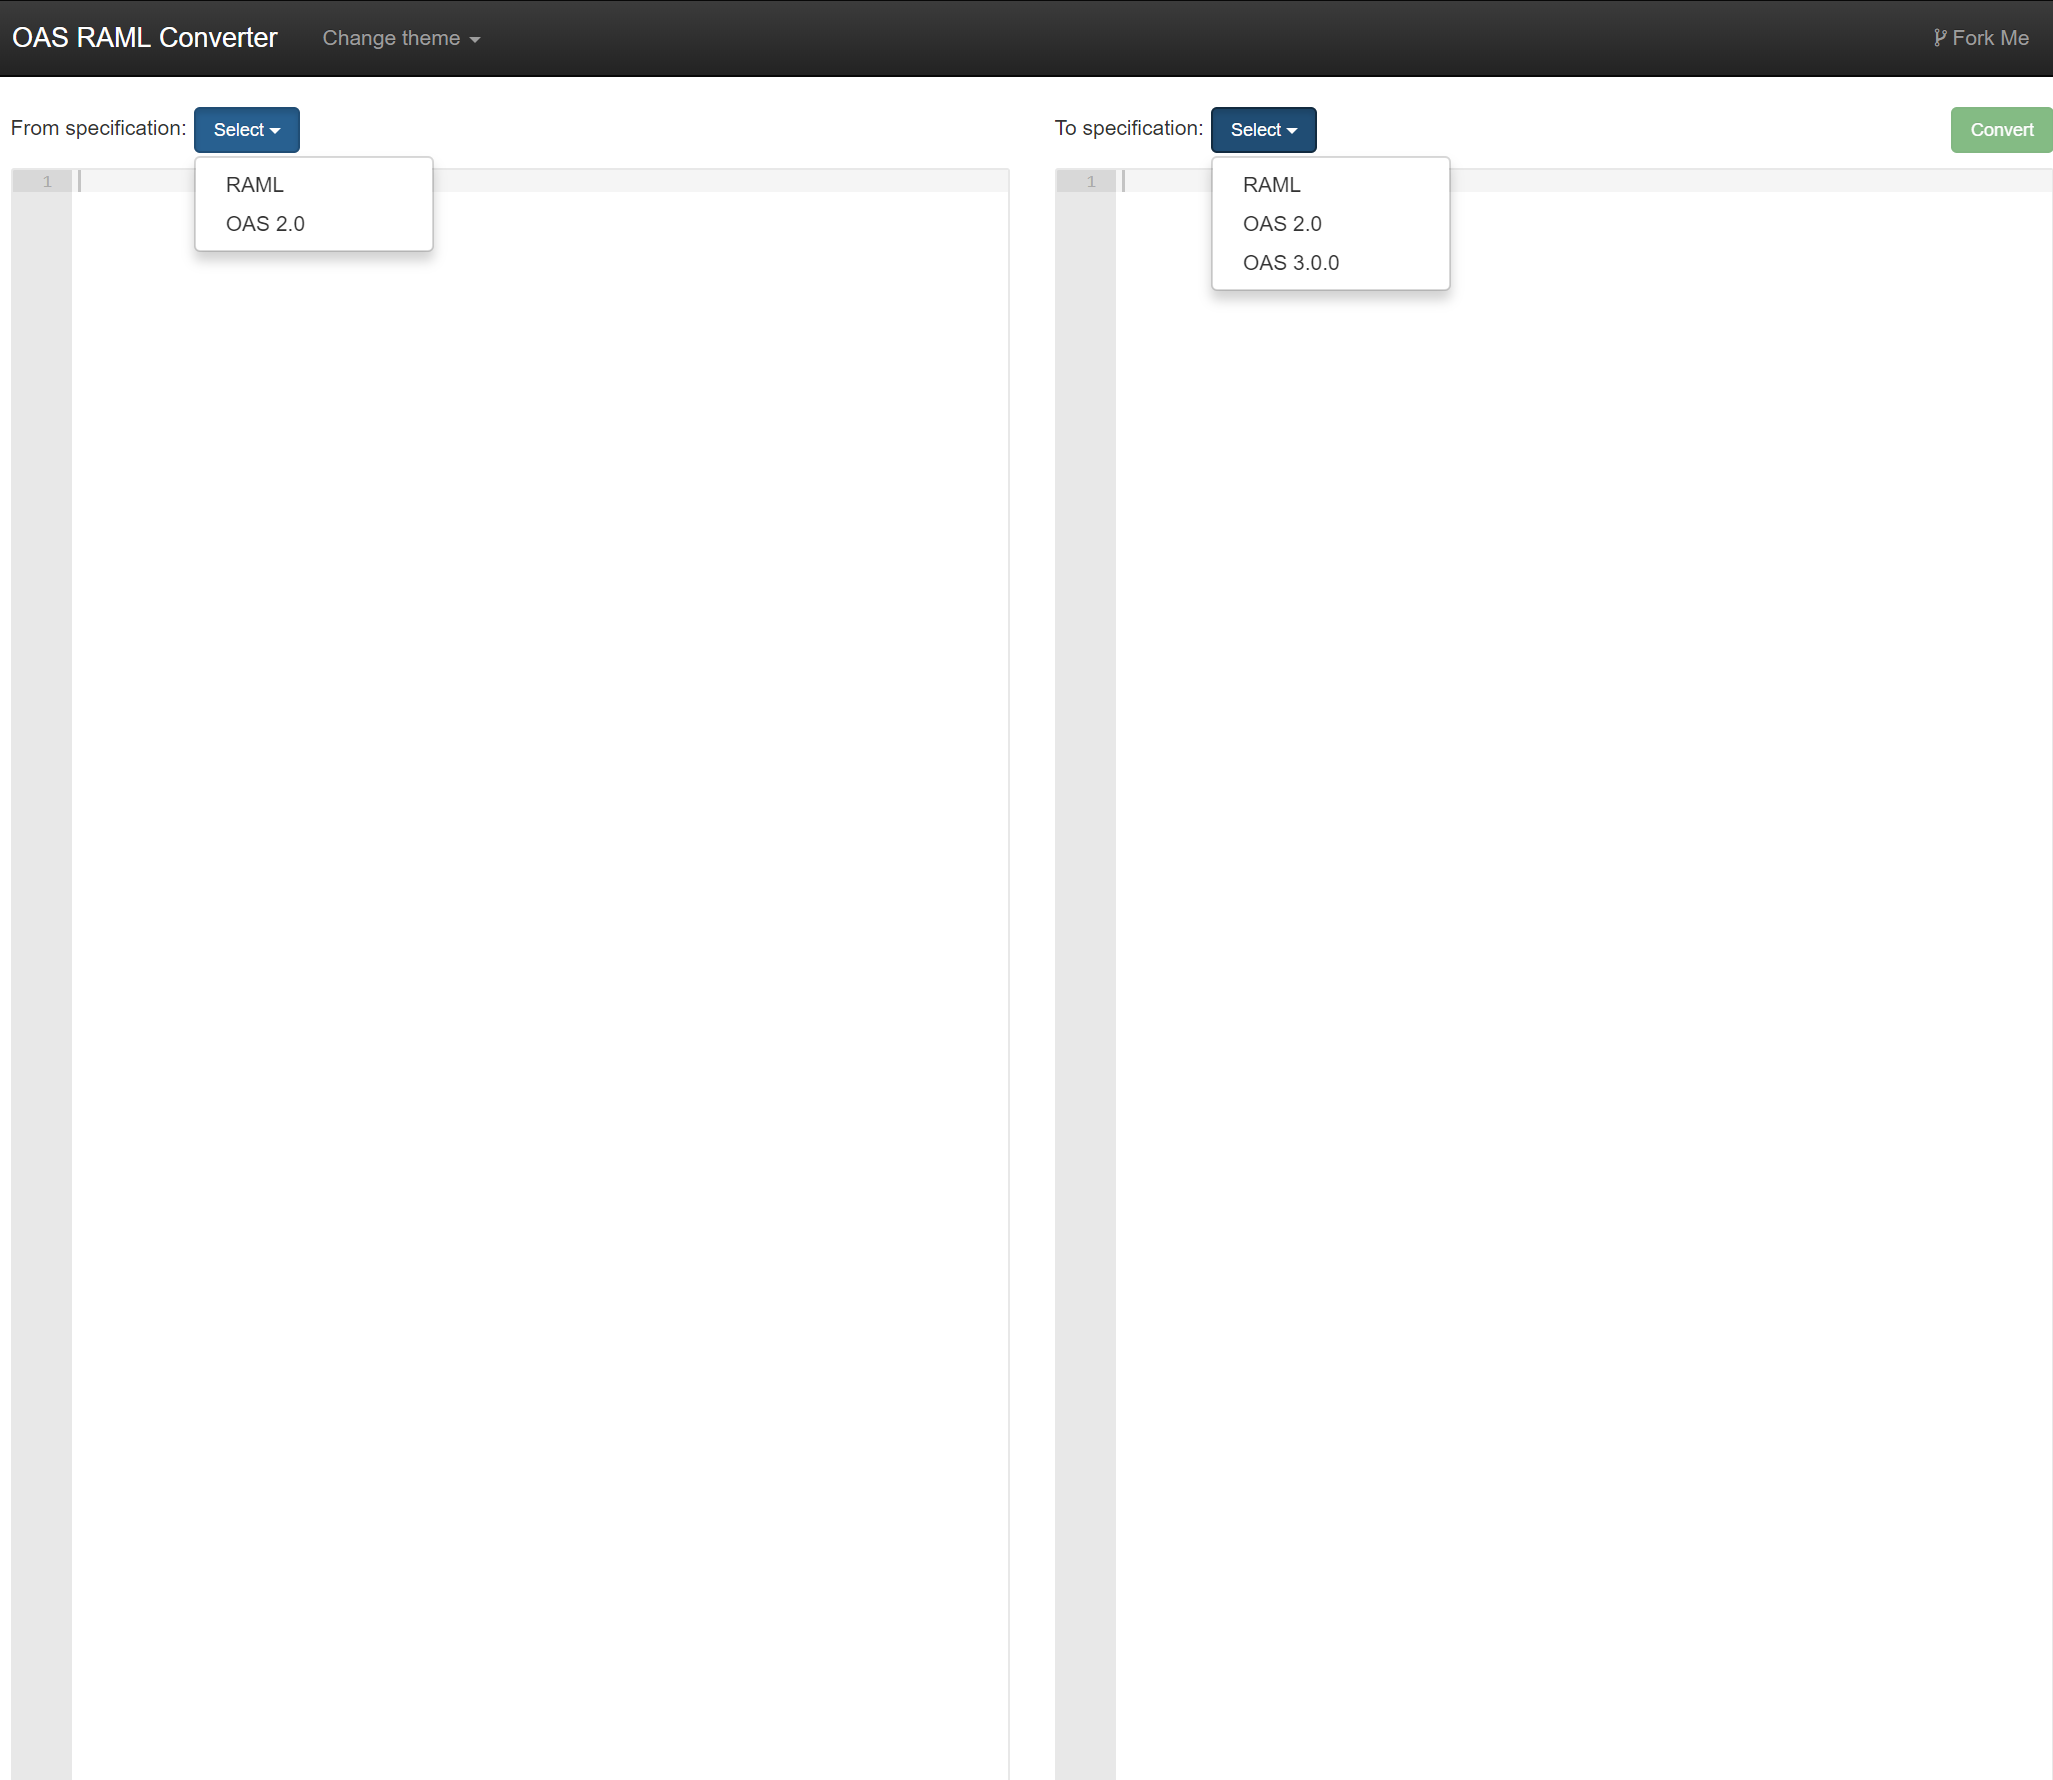 OAS RAML Converter Change theme Fork Me
From specification: Select To specification: Select Convert
RAML
OAS 2.0
RAML
OAS 2.0
OAS 3.0.0
1
1